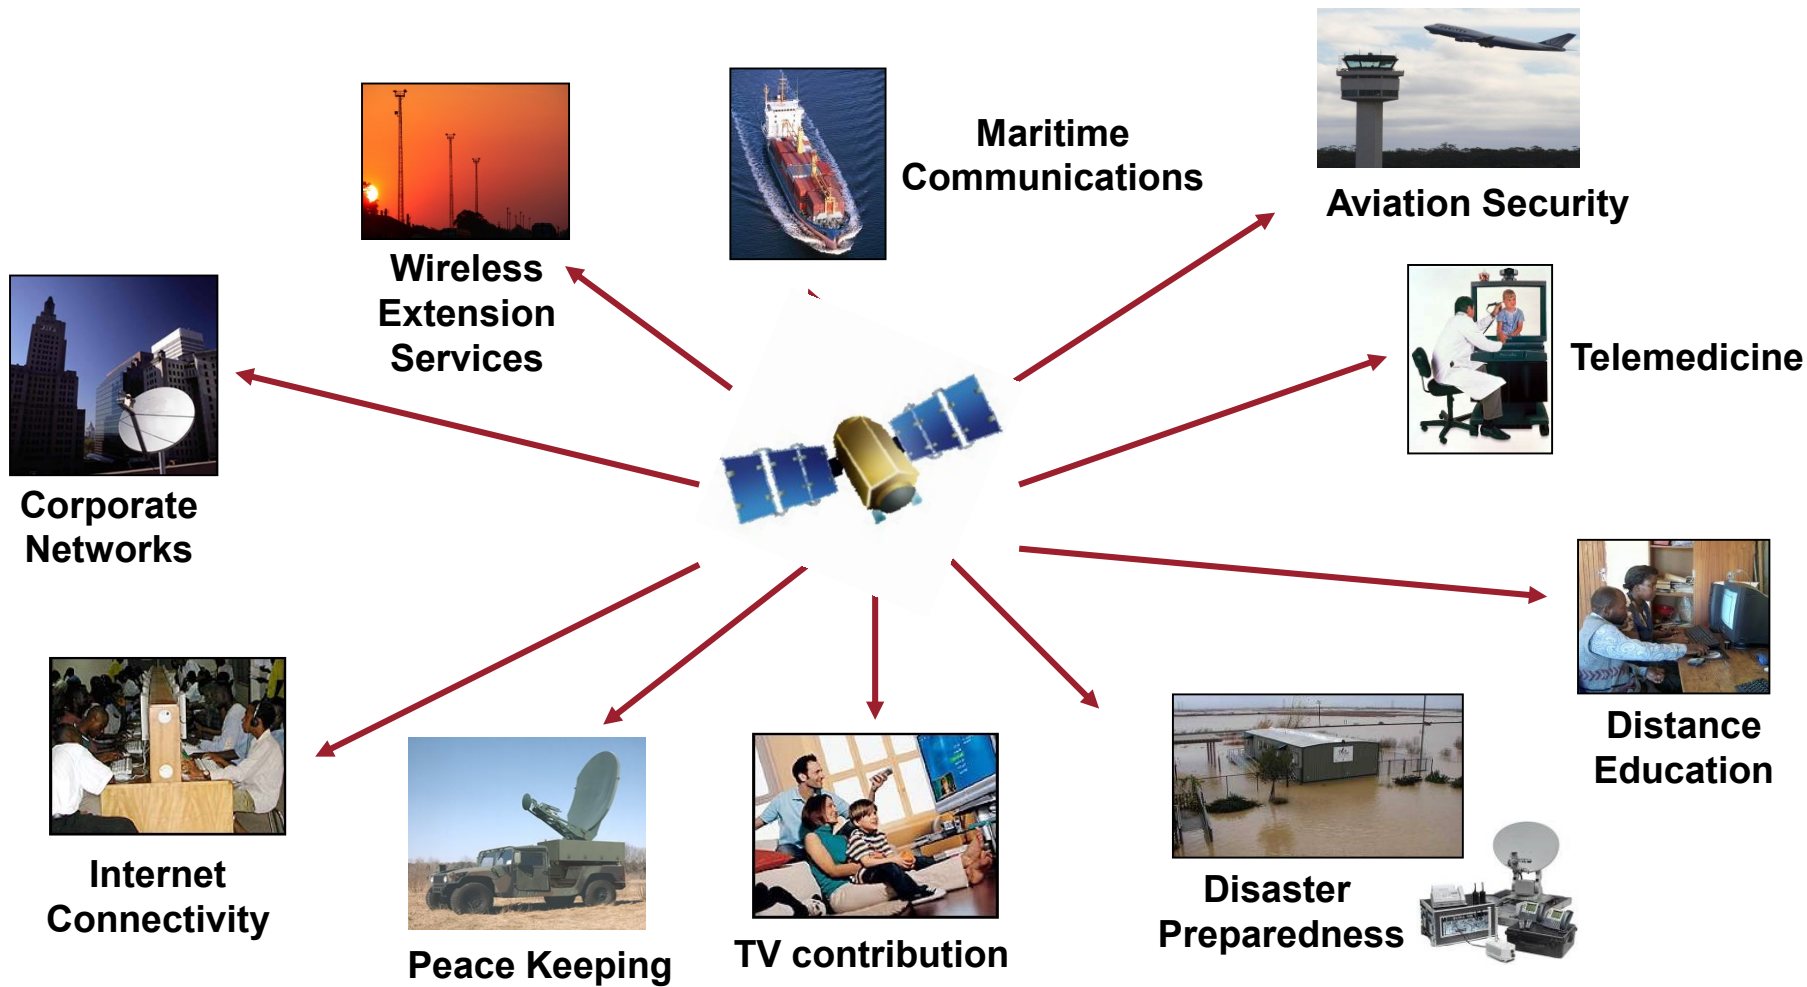 Maritime
Communications
Aviation Security
Wireless
Extension
Services
Telemedicine
Corporate
Networks
Distance
Education
Internet
Connectivity
Peace Keeping
TV contribution
Disaster
Preparedness